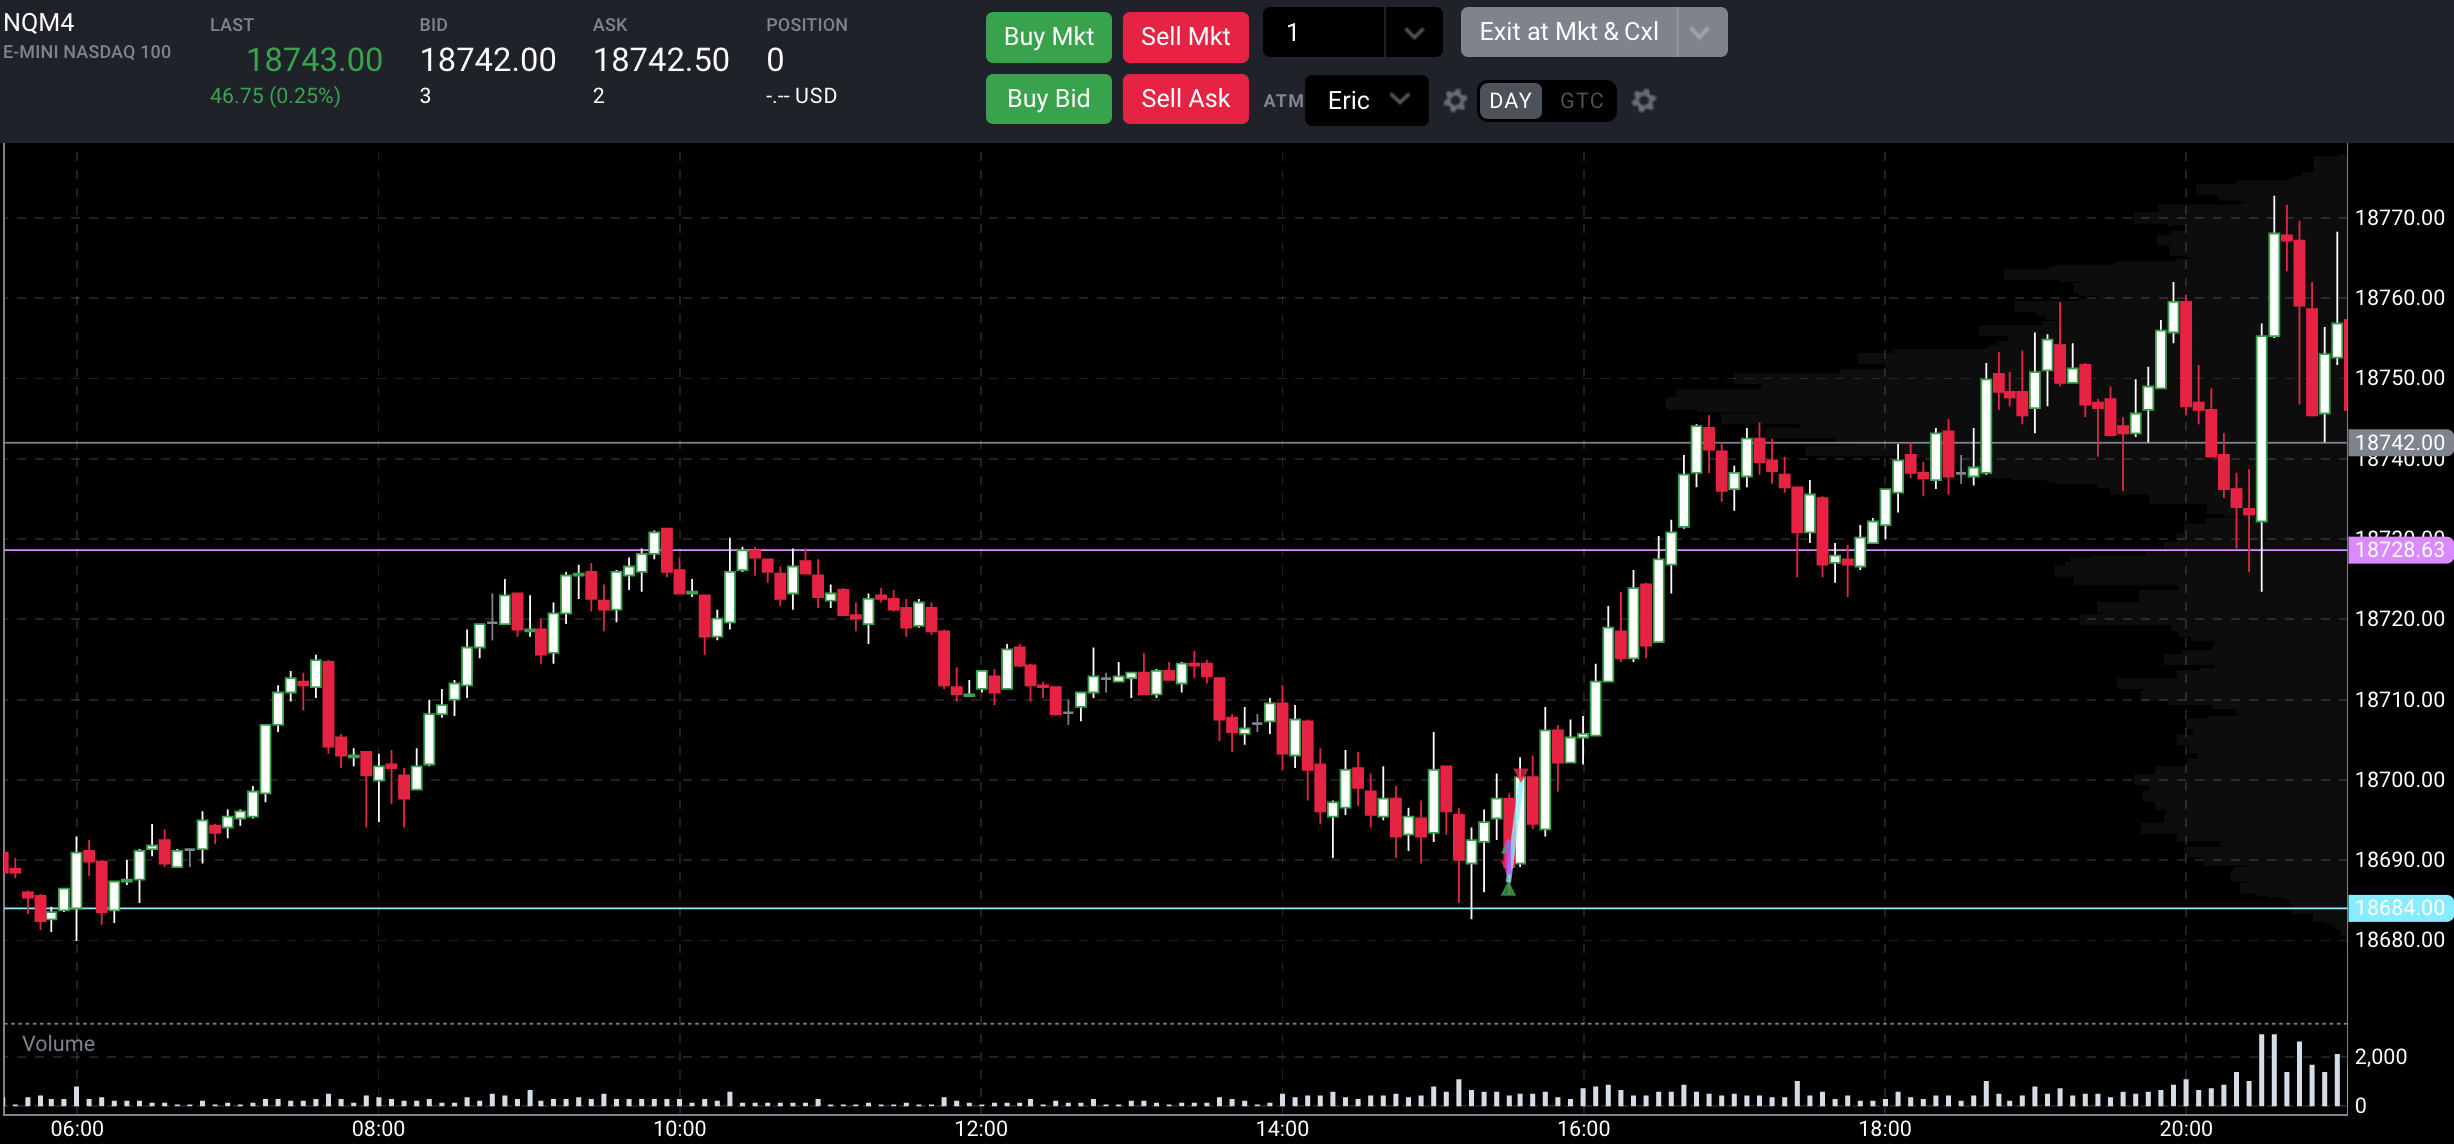 NQM4
E-MINI NASDAQ 100
LAST
18743.00
46.75 (0.25%)
BID
18742.00
3
ASK
18742.50
2
POSITION
0
-.-- USD
Buy Mkt
Sell Mkt
1
Exit at Mkt & Cxl
Buy Bid
Sell Ask
ATM
Eric
DAY
GTC
18770.00
18760.00
18750.00
18742.00
18740.00
18730.00
18728.63
18720.00
18710.00
18700.00
18690.00
18684.00
18680.00
Volume
2,000
0
06:00 08:00 10:00 12:00 14:00 16:00 18:00 20:00